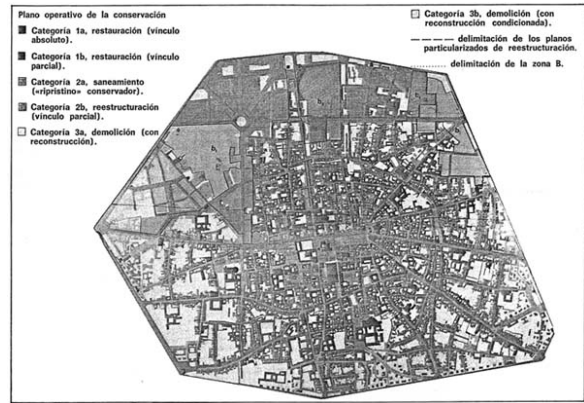 Plano operativo de la conservación
Categoría 1a, restauración (vínculo
absoluto).
Categoría 1b, restauración (vínculo
parcial).
Categoría 2a, saneamiento
(«ripristino» conservador).
Categoría 2b, reestructuración
(vínculo parcial).
Categoría 3a, demolición (con
reconstrucción).
Categoría 3b, demolición (con
reconstrucción condicionada).
delimitación de los planos
particularizados de reestructuración.
delimitación de la zona B.